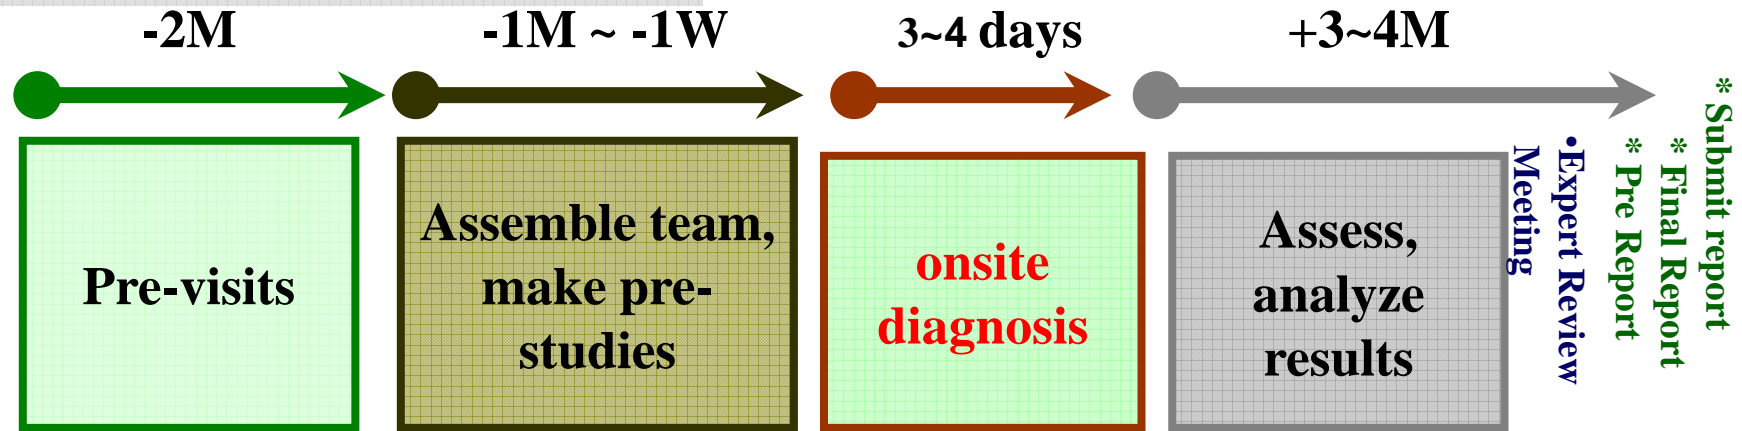 -2M
-1M ~ -1W
3~4 days
+3~4M
Pre-visits
Assemble team,
make pre-
studies
onsite
diagnosis
Assess,
analyze
results
•Expert Review
Meeting
* Pre Report
* Final Report
* Submit report